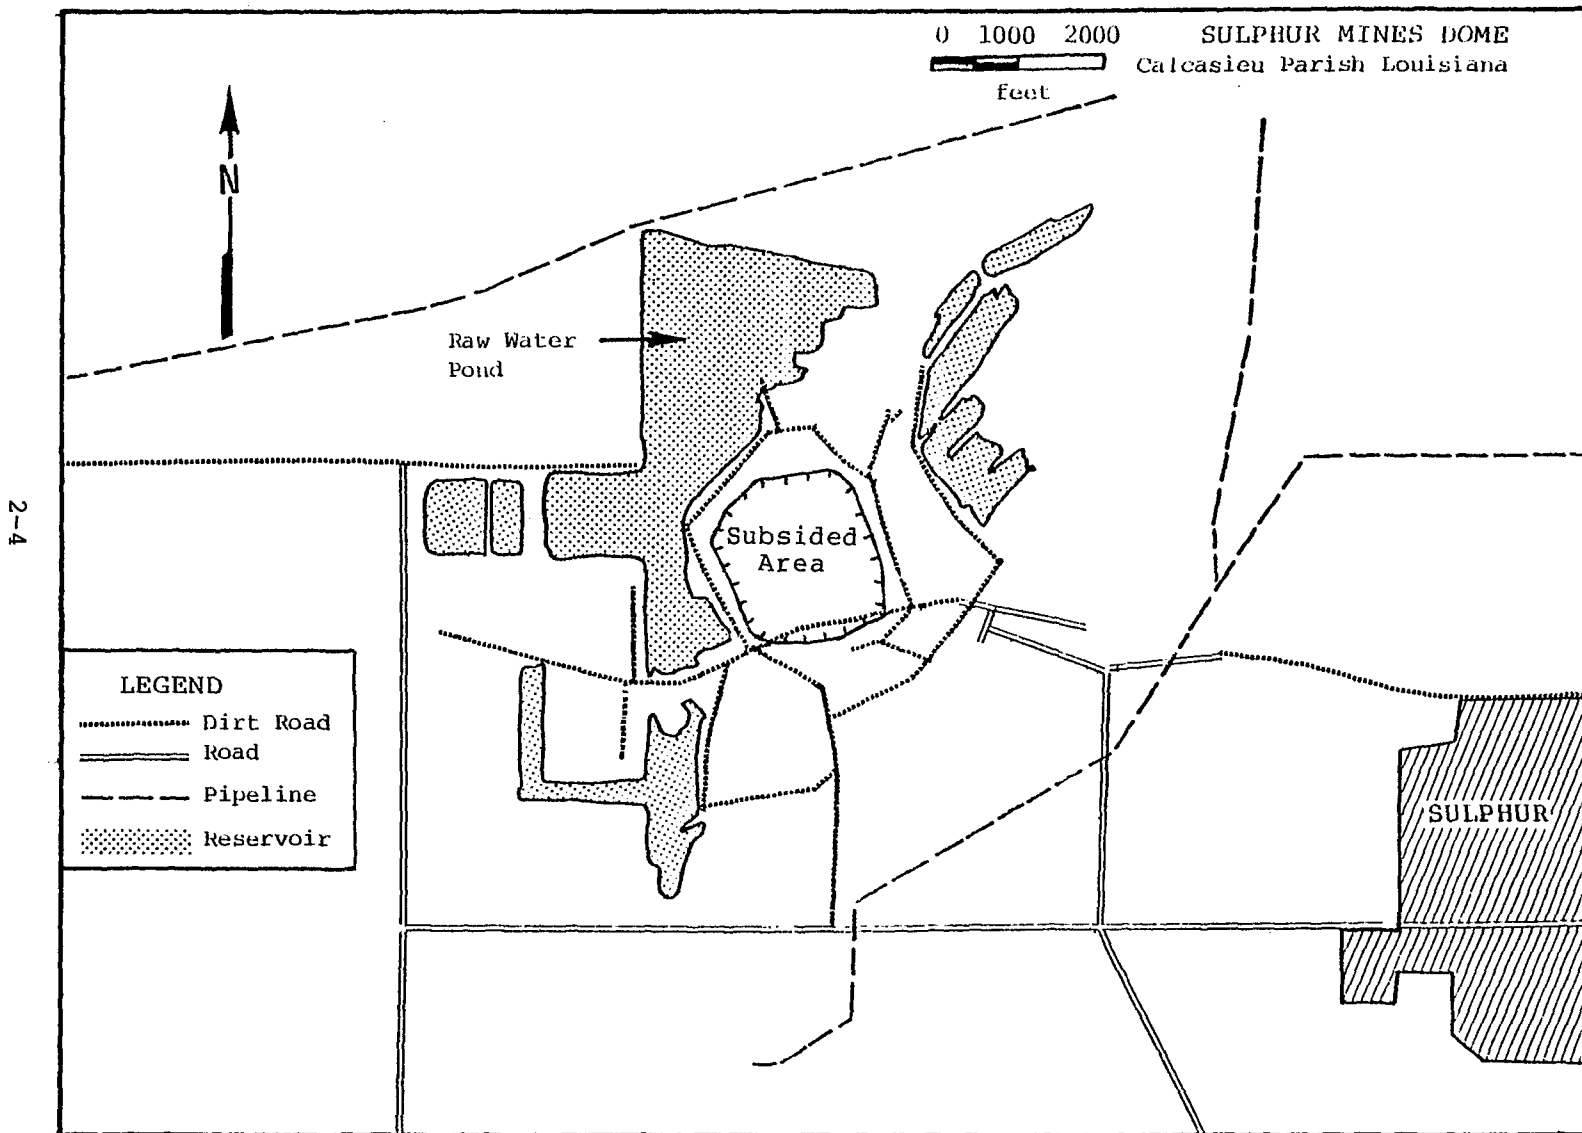 0 1000 2000
feet
SULPHUR MINES DOME
Calcasieu Parish Louisiana
N
Raw Water
Pond
Subsided
Area
2-4
LEGEND
Dirt Road
Road
Pipeline
Reservoir
SULPHUR